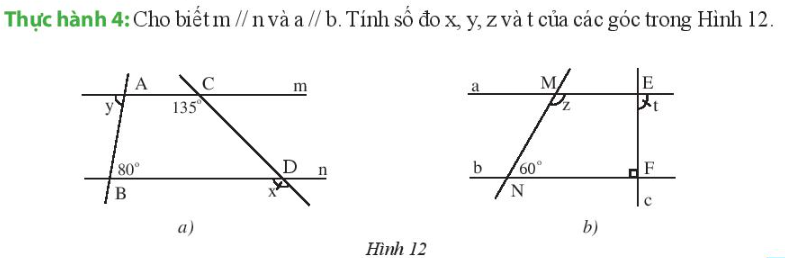 Thực hành 4: Cho biết m // n và a // b. Tính số đo x, y, z và t của các góc trong Hình 12.
A C m
y 135°
80° D n
B x
a)
a M E
z t
b 60° F
N c
b)
Hình 12